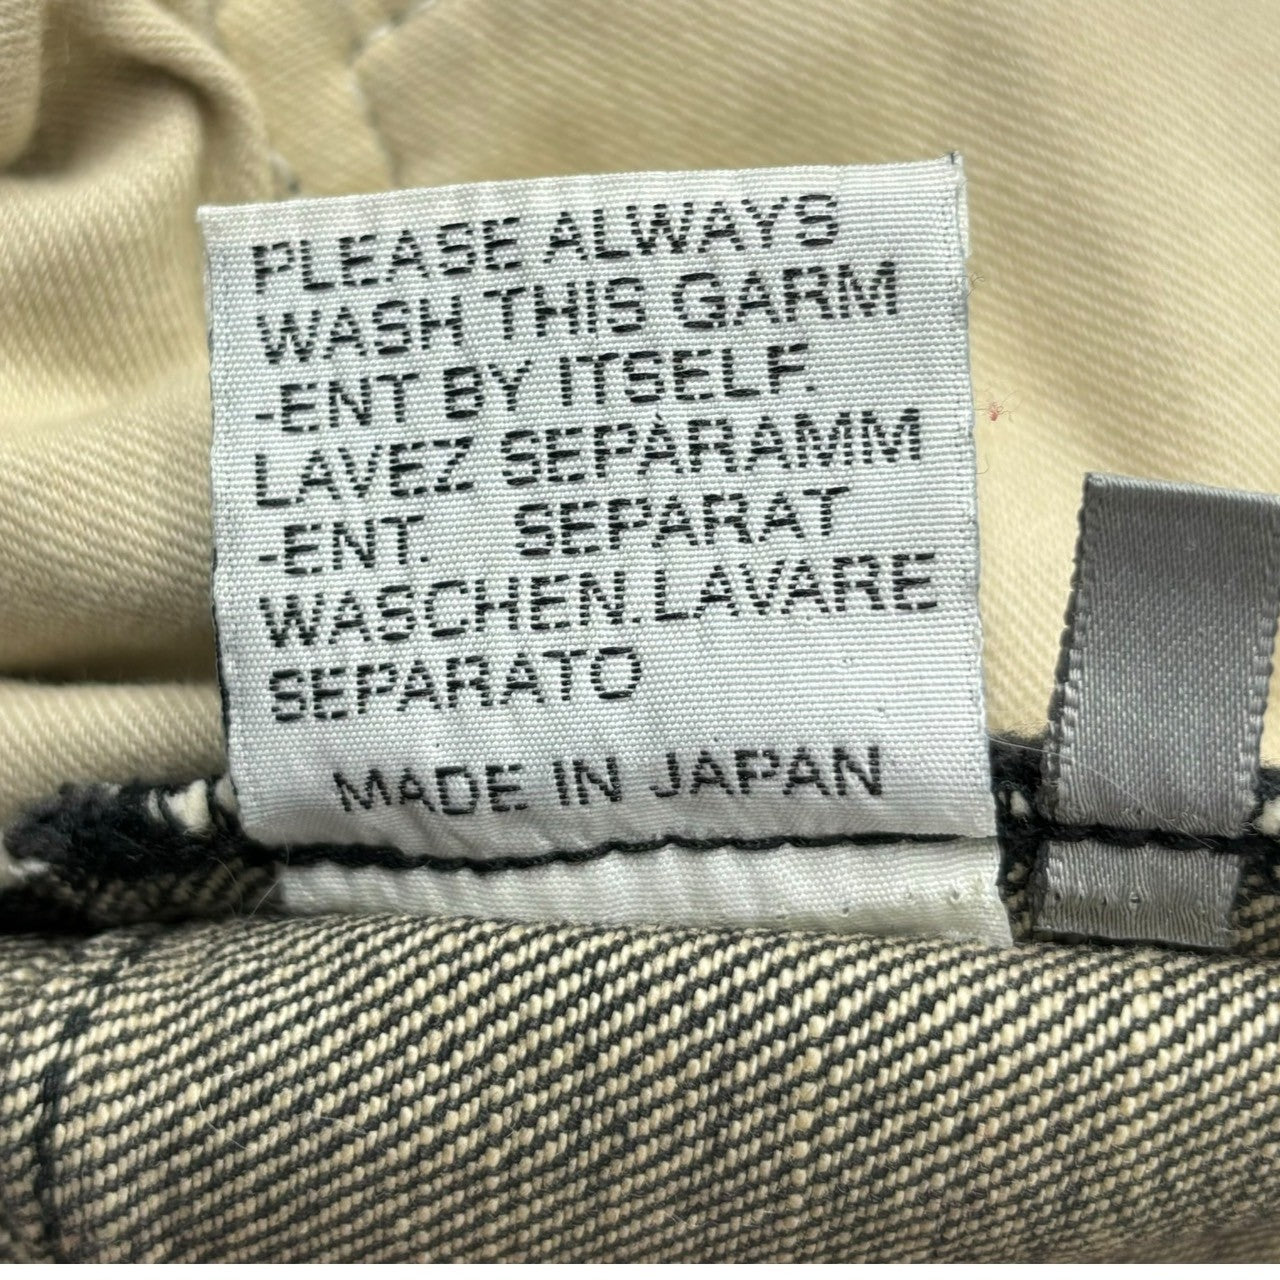 PLEASE ALWAYS
WASH THIS GARM
-ENT BY ITSELF.
LAVEZ SEPARAMM
-ENT. SEPARAT
WASCHEN.LAVARE
SEPARATO
MADE IN JAPAN